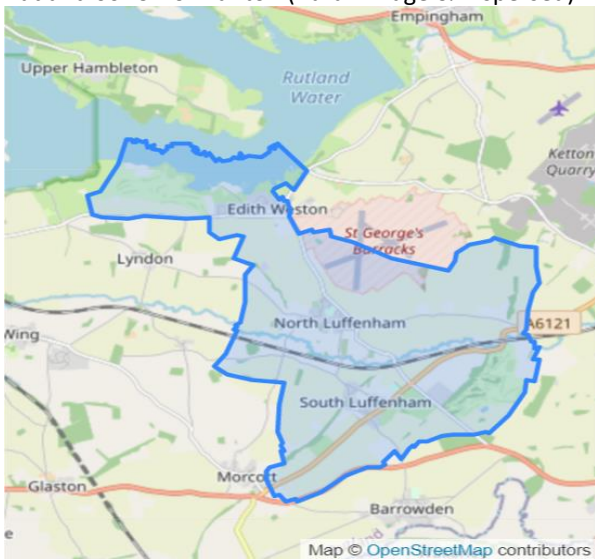 Empingham
Upper Hambleton
Rutland
Water
Ketton
Quarry
Edith Weston
St George's
Barracks
Lyndon
North Luffenham
A6121
Wing
South Luffenham
Morcott
Glaston
Barrowden
Map © OpenStreetMap contributors